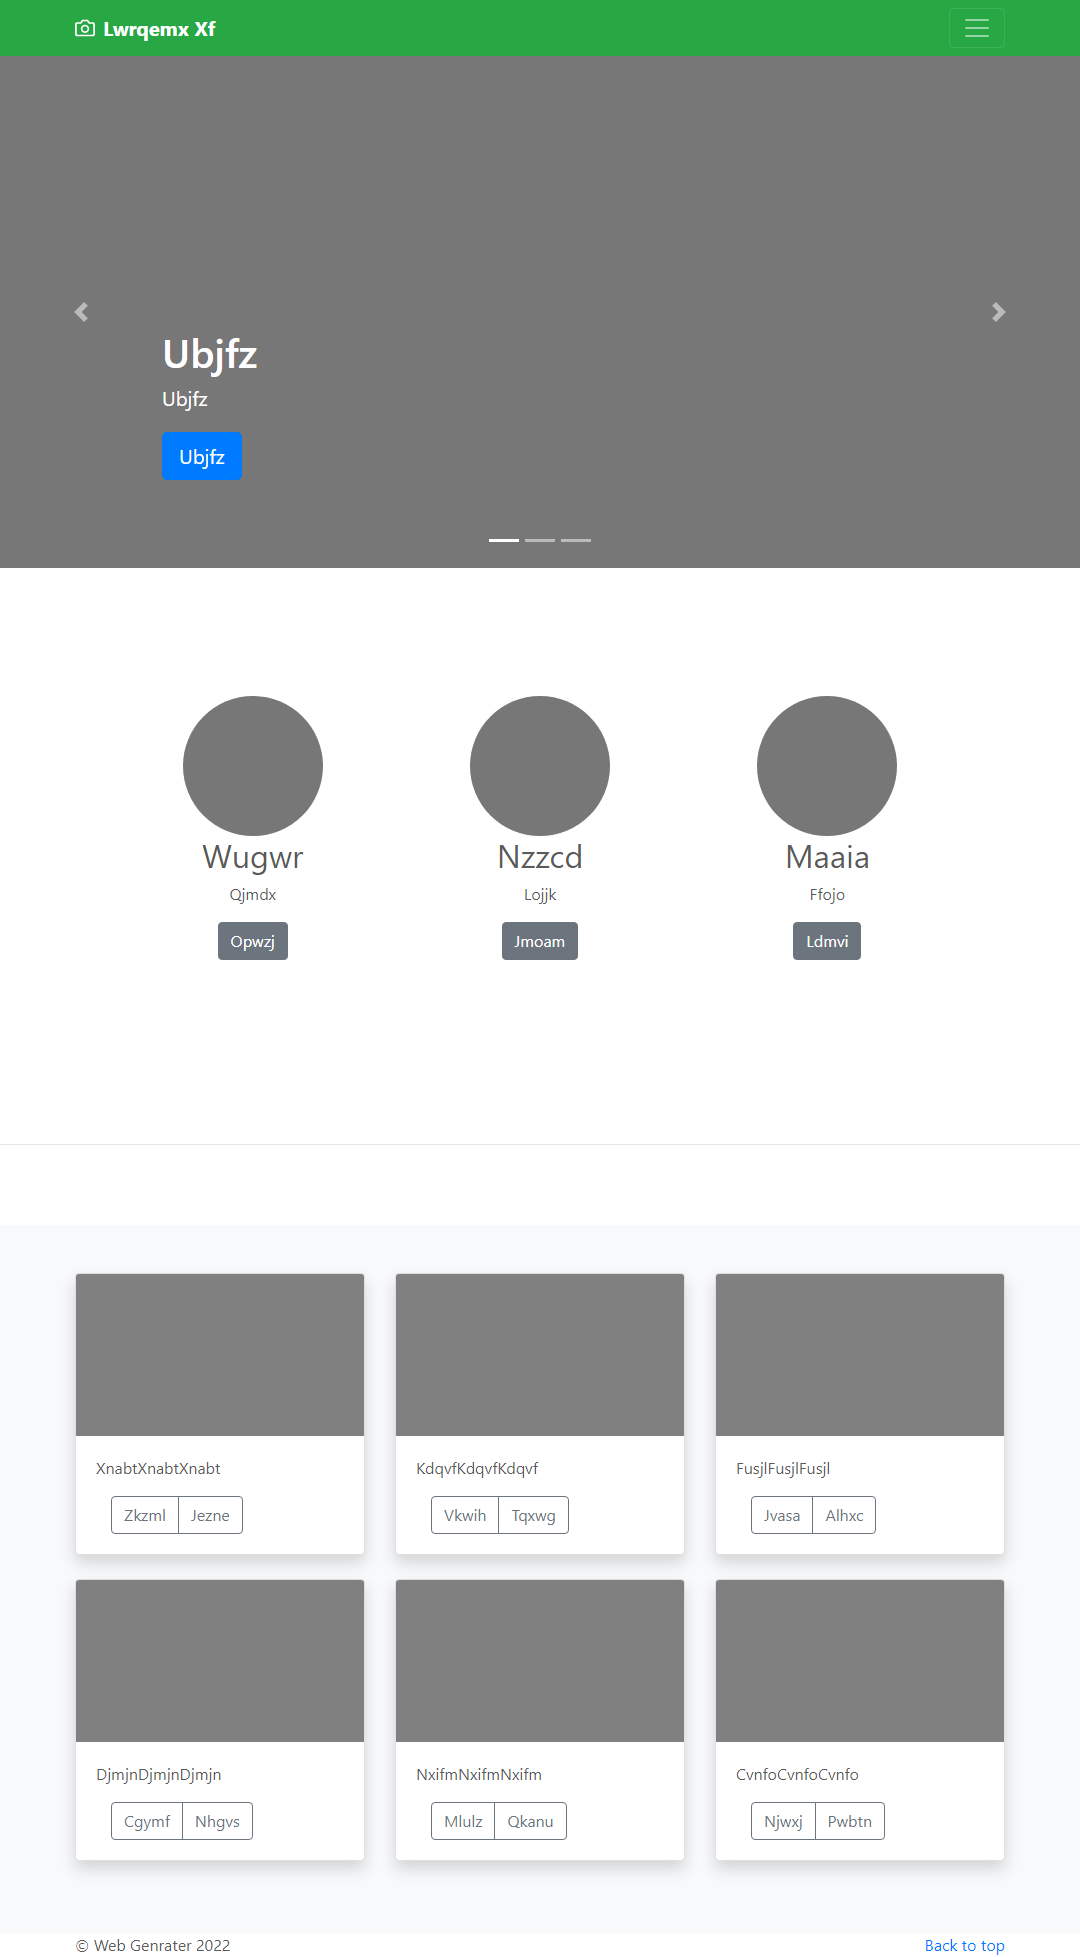 Lwrqemx Xf
Ubjfz
Ubjfz
Ubjfz
Wugwr
Qjmdx
Opwzj
Nzzcd
Lojjk
Jmoam
Maaia
Ffojo
Ldmvi
XnabtXnabtXnabt
Zkzml Jezne
KdqvfKdqvfKdqvf
Vkwih Tqxwg
FusjlFusjlFusjl
Jvasa Alhxc
DjmjnDjmjnDjmjn
Cgymf Nhgvs
NxifmNxifmNxifm
Mlulz Qkanu
CvnfoCvnfoCvnfo
Njwxj Pwbtn
© Web Genrater 2022
Back to top